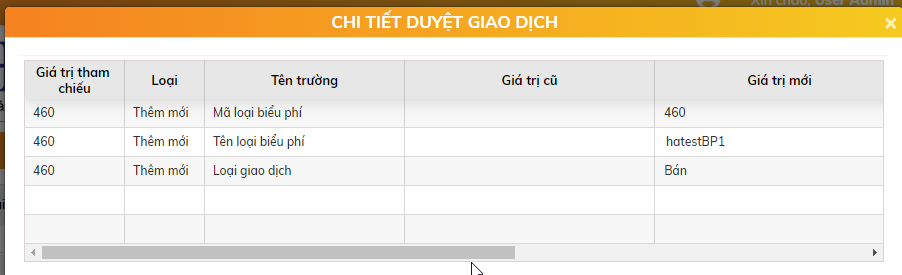 Xin chào, User Admin
CHI TIẾT DUYỆT GIAO DỊCH
×
Giá trị tham chiếu Loại Tên trường Giá trị cũ Giá trị mới
460 Thêm mới Mã loại biểu phí 460
460 Thêm mới Tên loại biểu phí hatestBP1
460 Thêm mới Loại giao dịch Bán